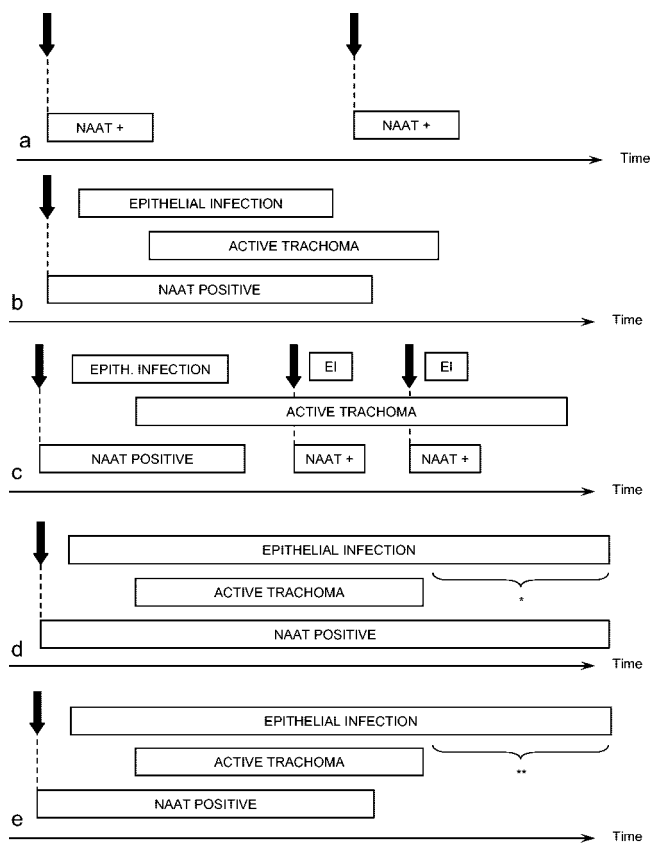 NAAT +
NAAT +
a
Time
EPITHELIAL INFECTION
ACTIVE TRACHOMA
NAAT POSITIVE
b
Time
EPITH. INFECTION
EI
EI
ACTIVE TRACHOMA
NAAT POSITIVE
NAAT +
NAAT +
c
Time
EPITHELIAL INFECTION
ACTIVE TRACHOMA
*
NAAT POSITIVE
d
Time
EPITHELIAL INFECTION
ACTIVE TRACHOMA
**
NAAT POSITIVE
e
Time